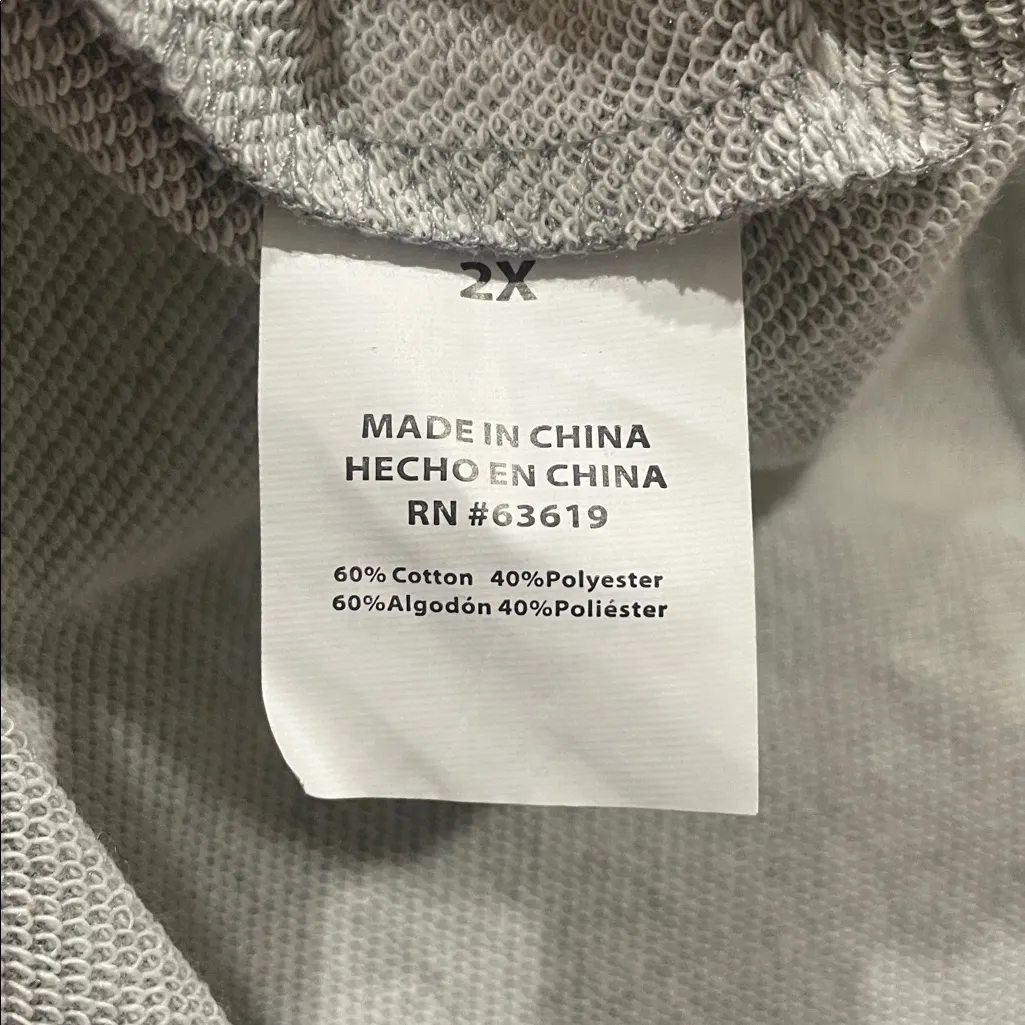 2X
MADE IN CHINA
HECHO EN CHINA
RN #63619
60% Cotton 40%Polyester
60%Algodón 40%Poliéster